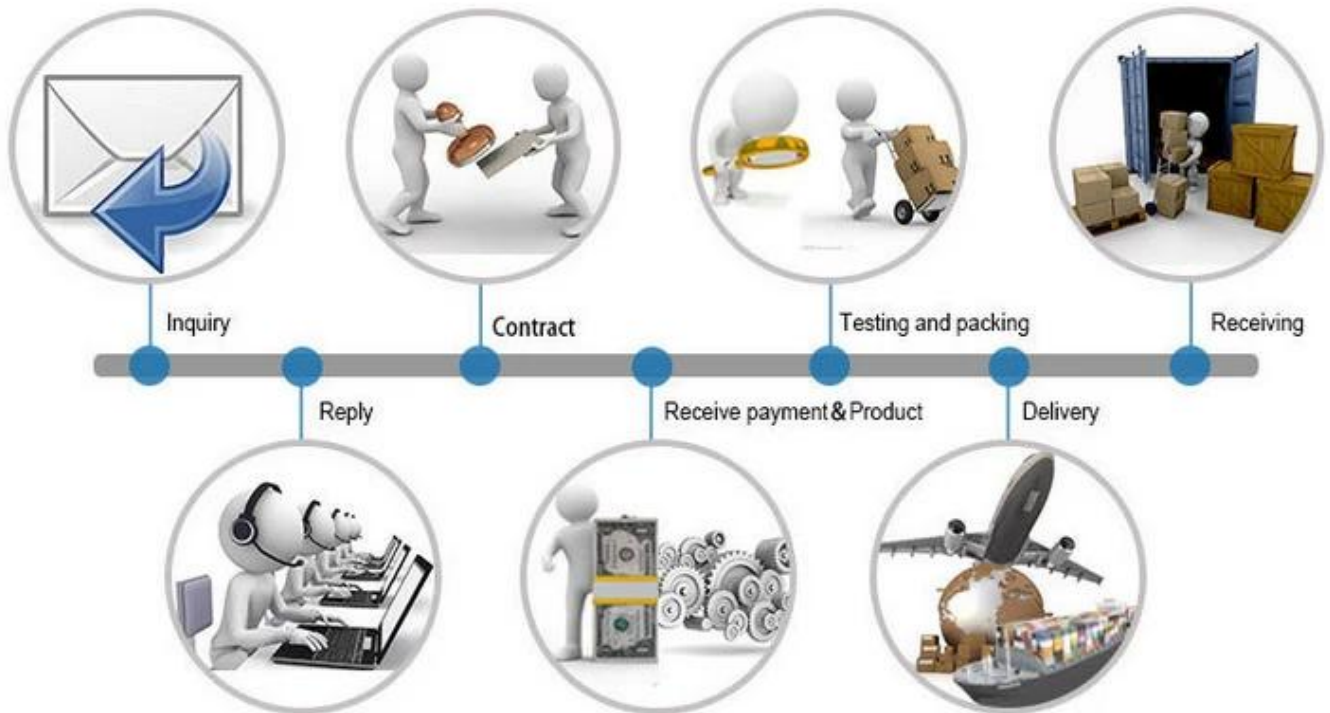 Inquiry
Reply
Contract
Receive payment & Product
Testing and packing
Delivery
Receiving